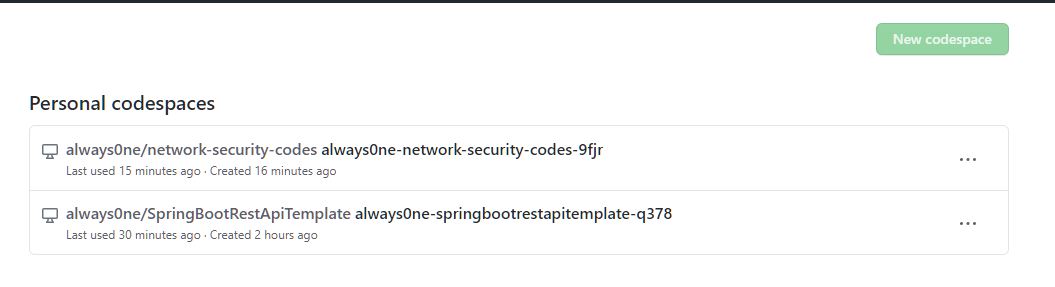 New codespace
Personal codespaces
always0ne/network-security-codes always0ne-network-security-codes-9fjr
Last used 15 minutes ago · Created 16 minutes ago
always0ne/SpringBootRestApiTemplate always0ne-springbootrestapitemplate-q378
Last used 30 minutes ago · Created 2 hours ago